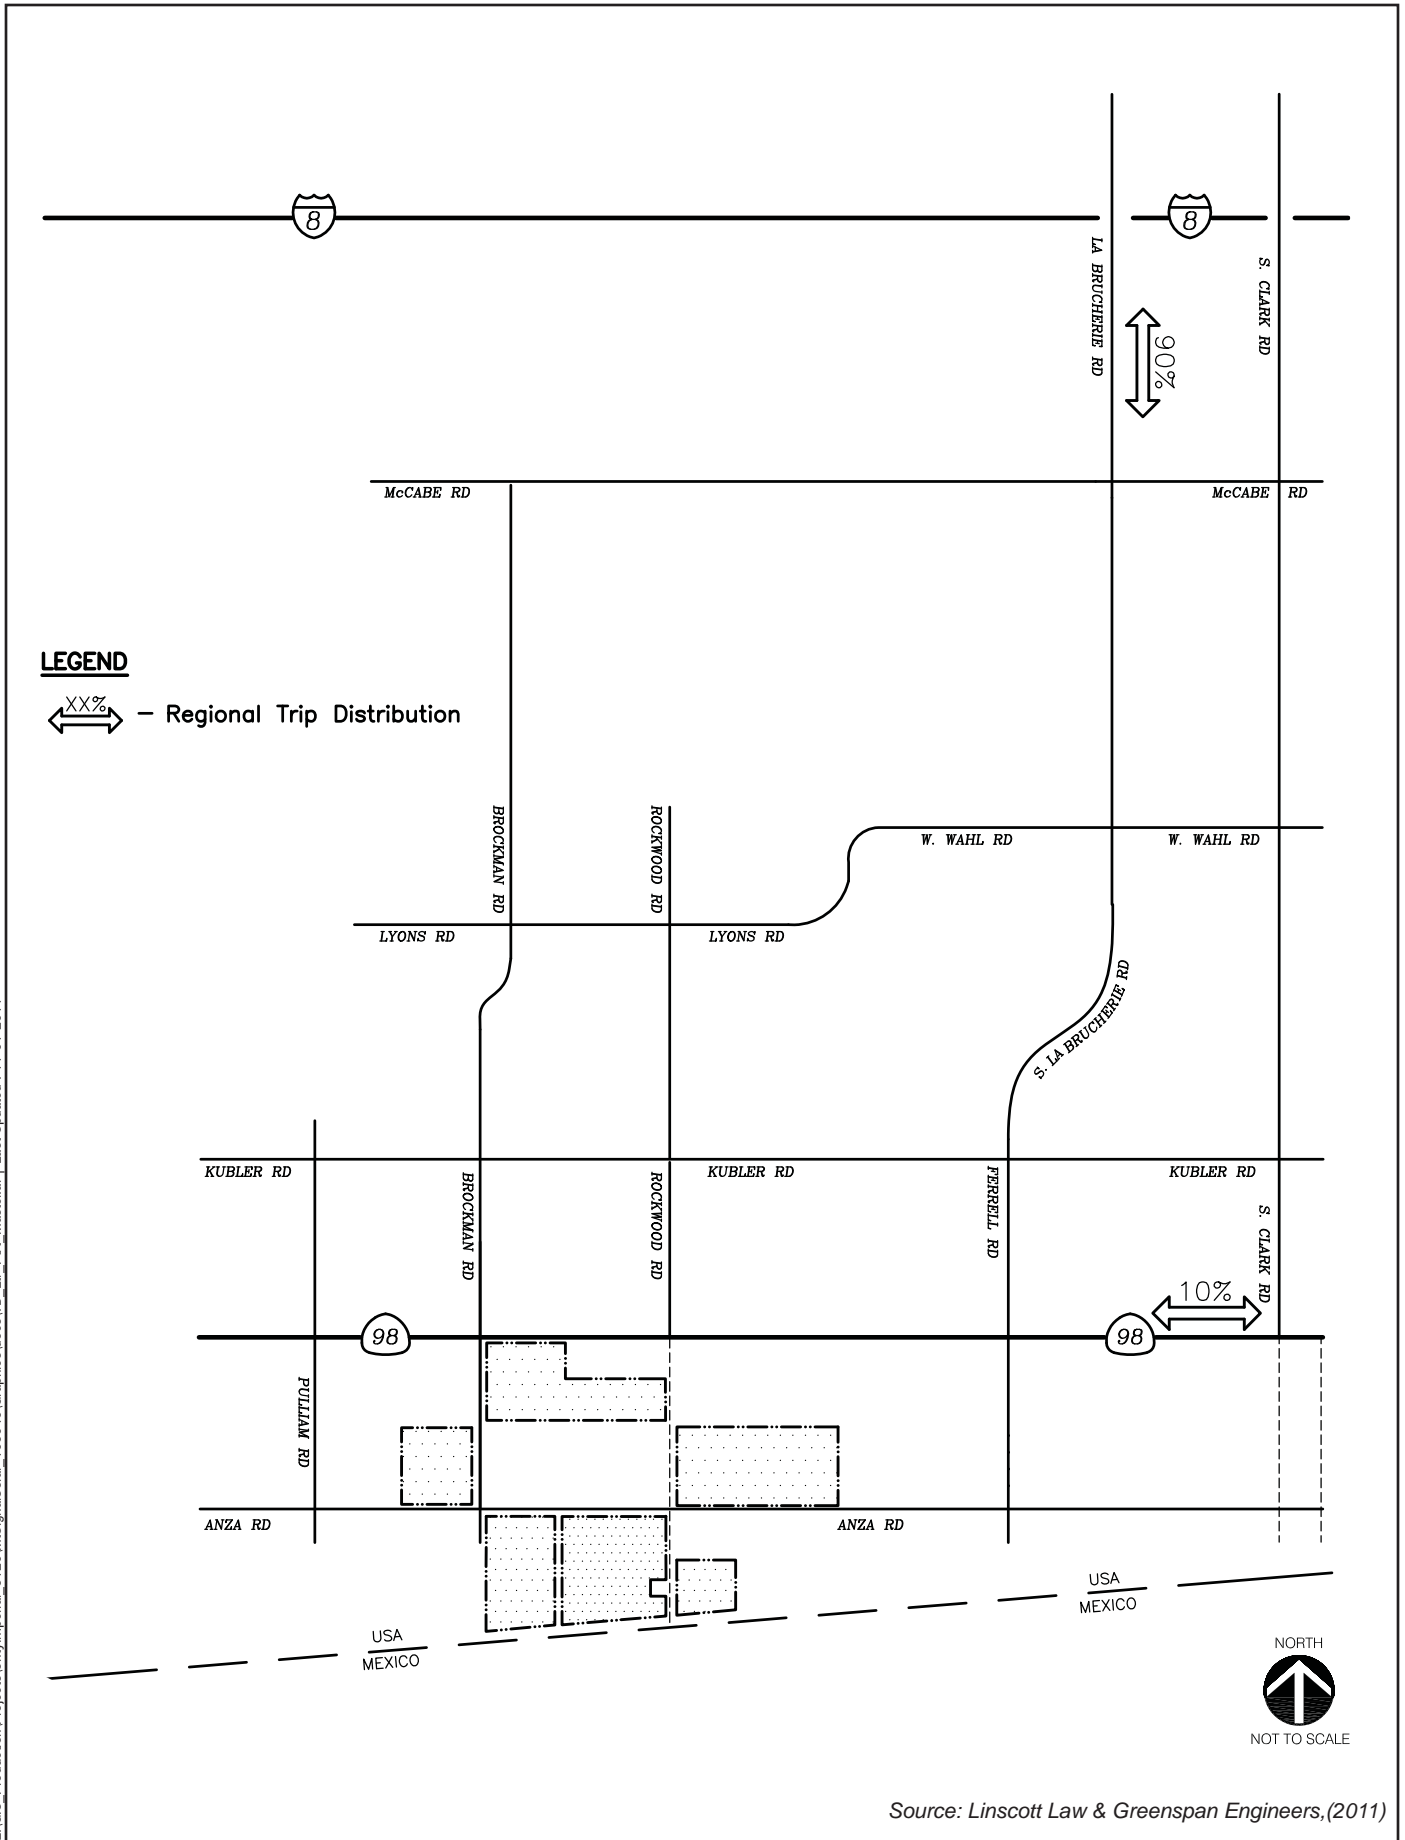 8
8
LA BRUCHERIE RD
S. CLARK RD
90%
McCABE RD
McCABE RD
LEGEND
XX%
– Regional Trip Distribution
BROCKMAN RD
ROCKWOOD RD
W. WAHL RD
W. WAHL RD
LYONS RD
LYONS RD
S. LA BRUCHERIE RD
KUBLER RD
KUBLER RD
KUBLER RD
BROCKMAN RD
ROCKWOOD RD
FERRELL RD
S. CLARK RD
10%
98
98
PULLIAM RD
ANZA RD
ANZA RD
USA
MEXICO
USA
MEXICO
NORTH
NOT TO SCALE
Source: Linscott Law & Greenspan Engineers,(2011)